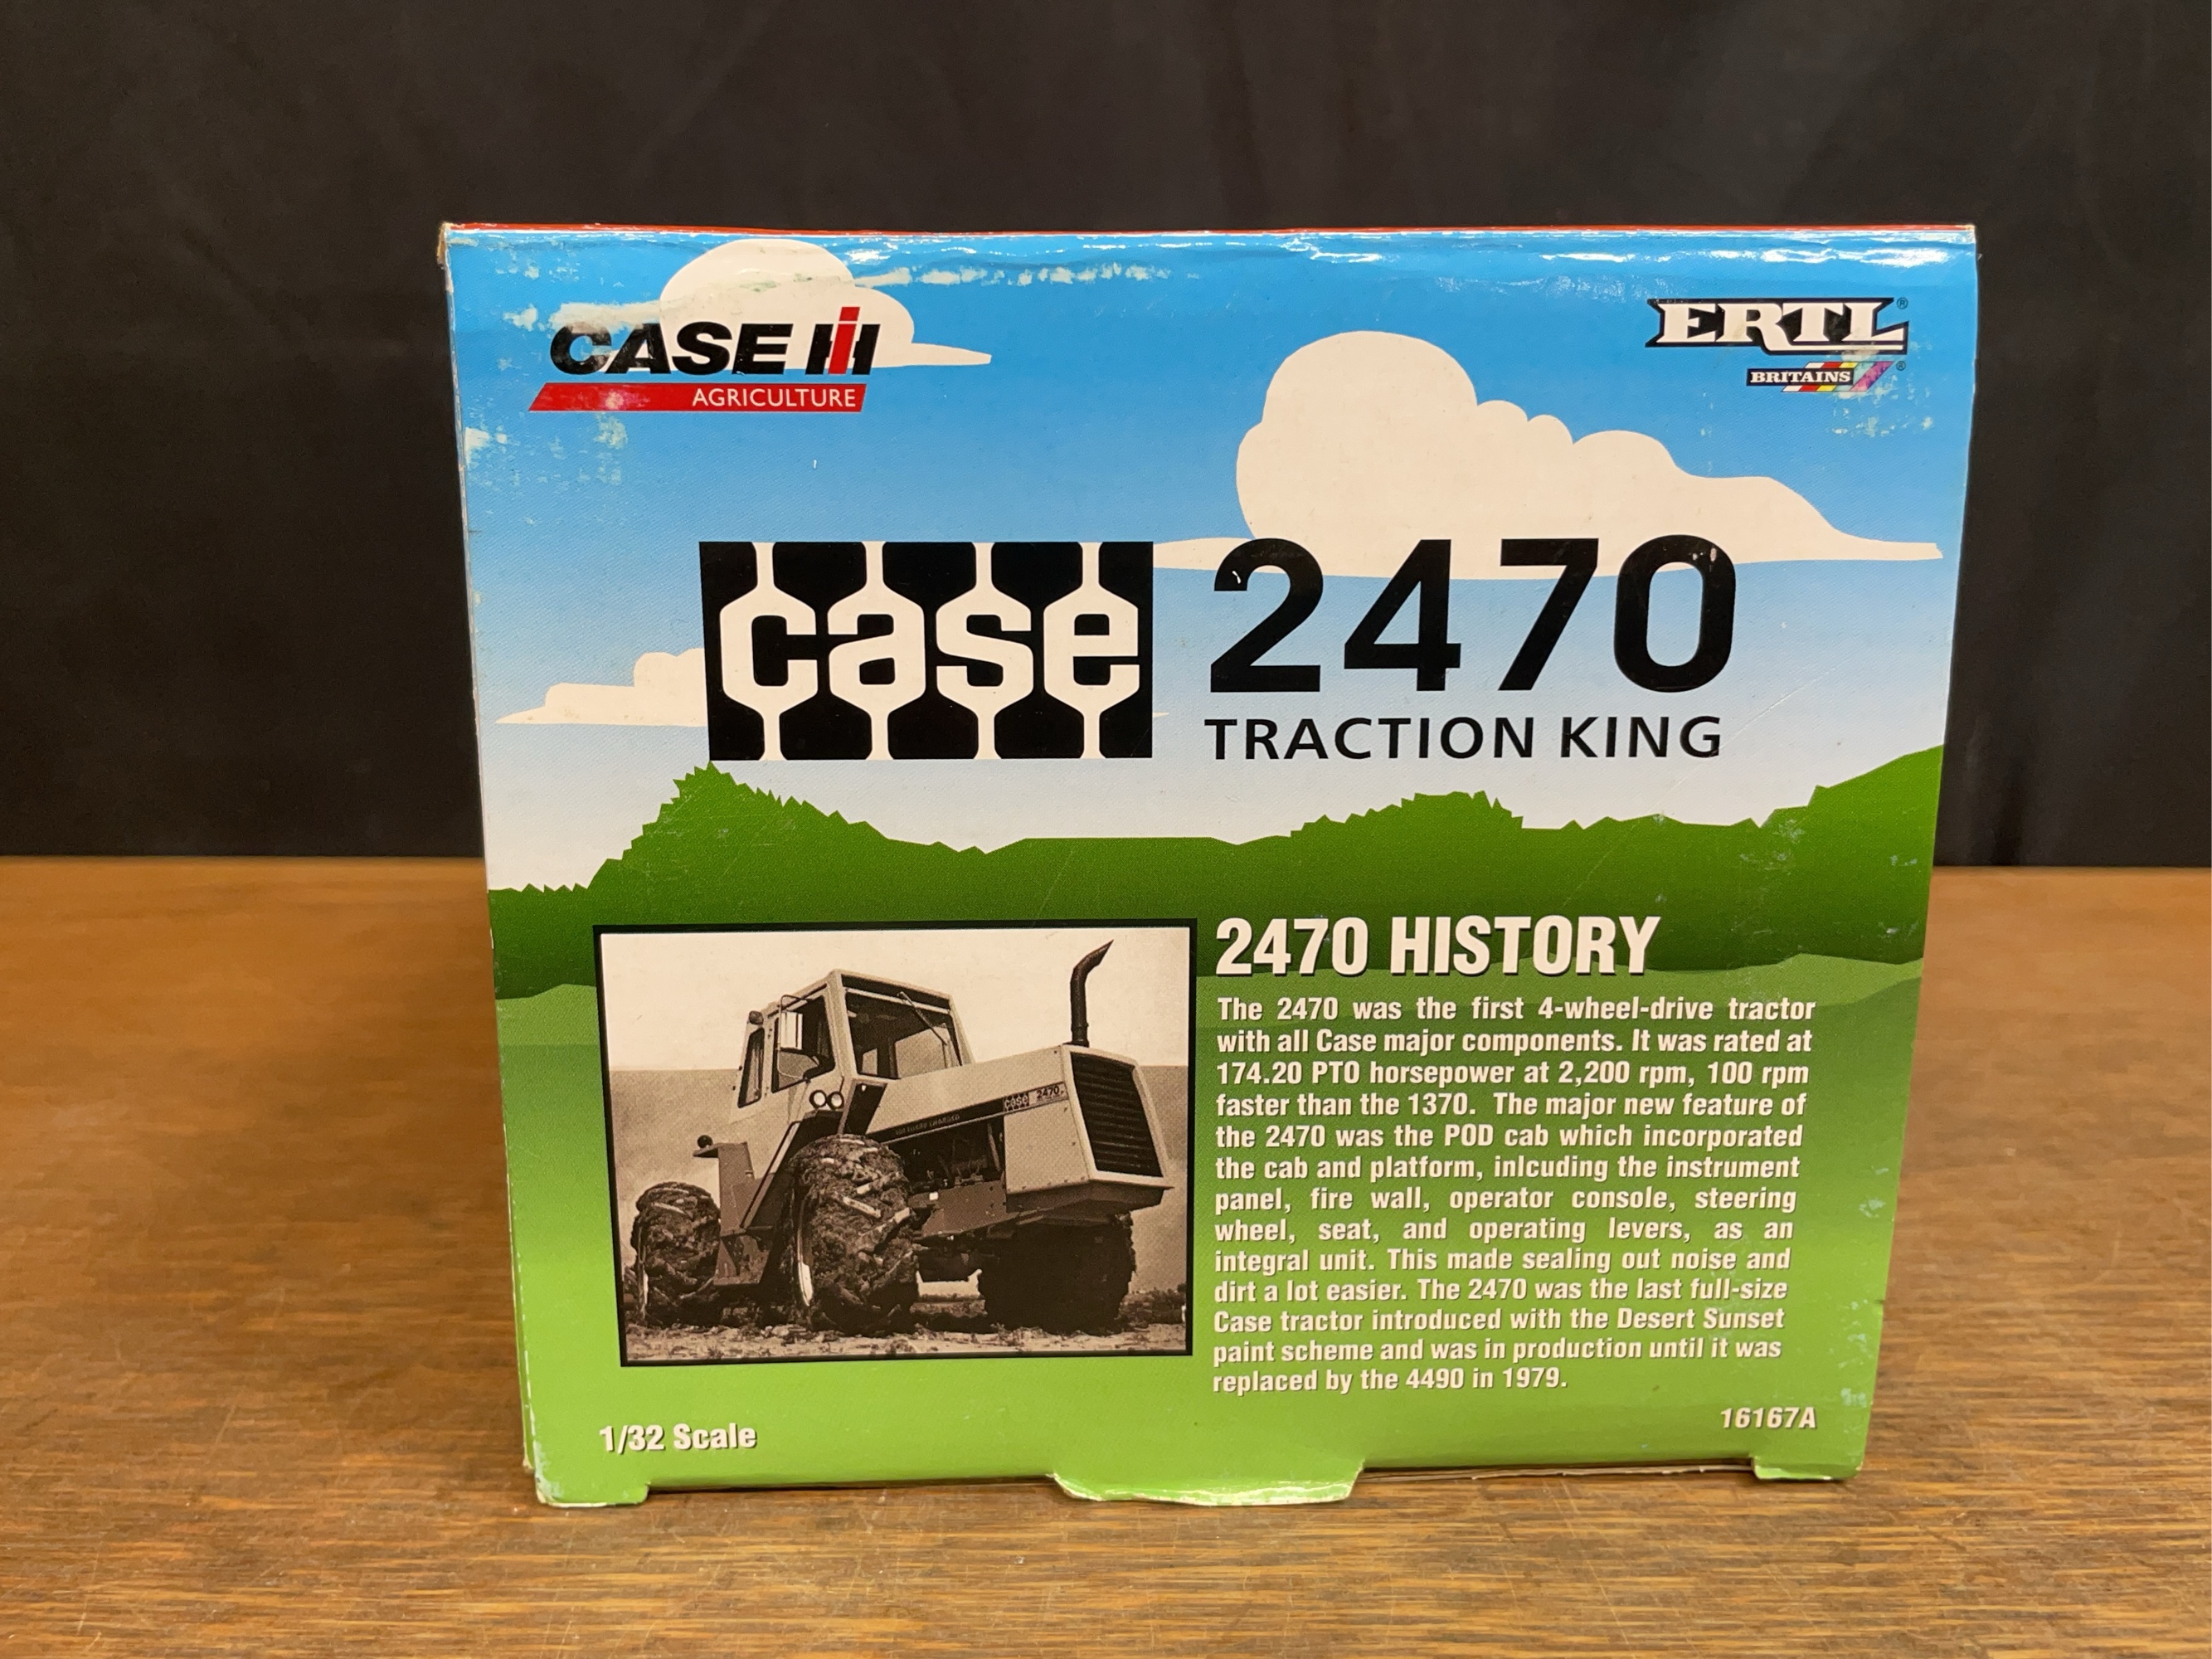 CASE IH
AGRICULTURE
ERTL®
BRITAINS®
case 2470
TRACTION KING
2470 HISTORY
The 2470 was the first 4-wheel-drive tractor
with all Case major components. It was rated at
174.20 PTO horsepower at 2,200 rpm, 100 rpm
faster than the 1370. The major new feature of
the 2470 was the POD cab which incorporated
the cab and platform, inlcuding the instrument
panel, fire wall, operator console, steering
wheel, seat, and operating levers, as an
integral unit. This made sealing out noise and
dirt a lot easier. The 2470 was the last full-size
Case tractor introduced with the Desert Sunset
paint scheme and was in production until it was
replaced by the 4490 in 1979.
case 2470
1/32 Scale
16167A